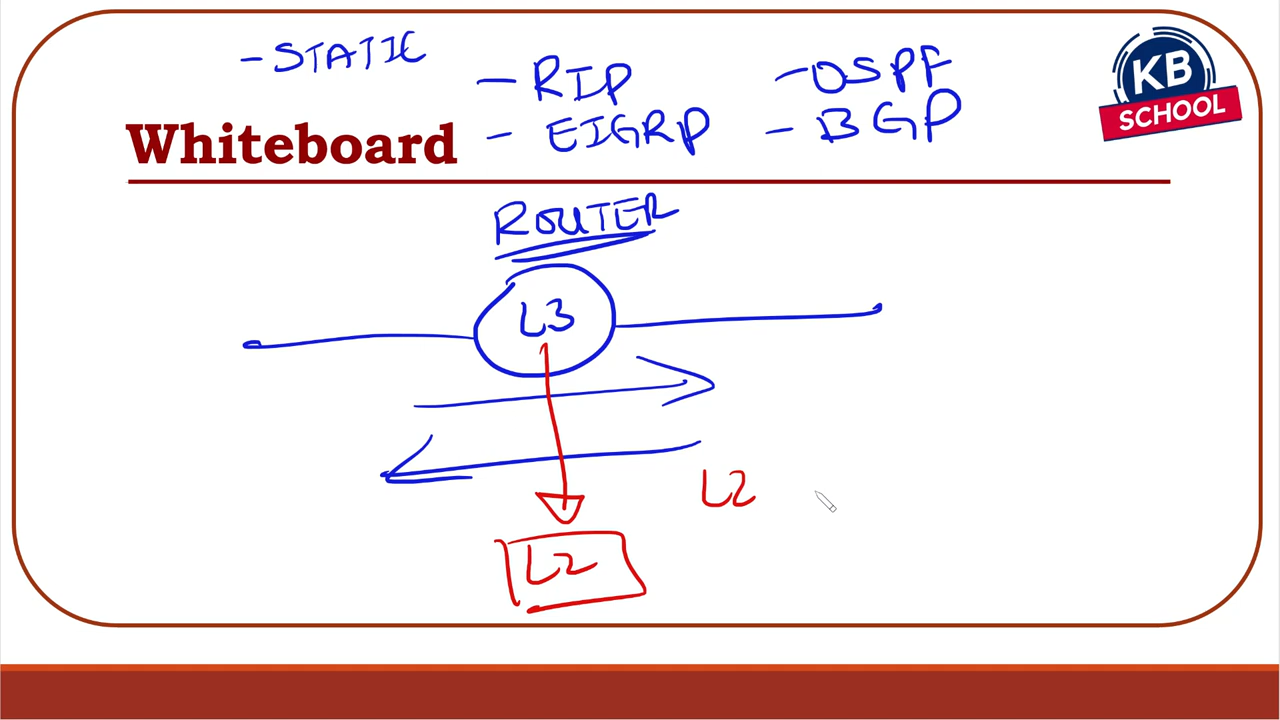 - STATIC
- RIP
- OSPF
KB
SCHOOL
Whiteboard
- EIGRP
- BGP
ROUTER
L3
L2
L2